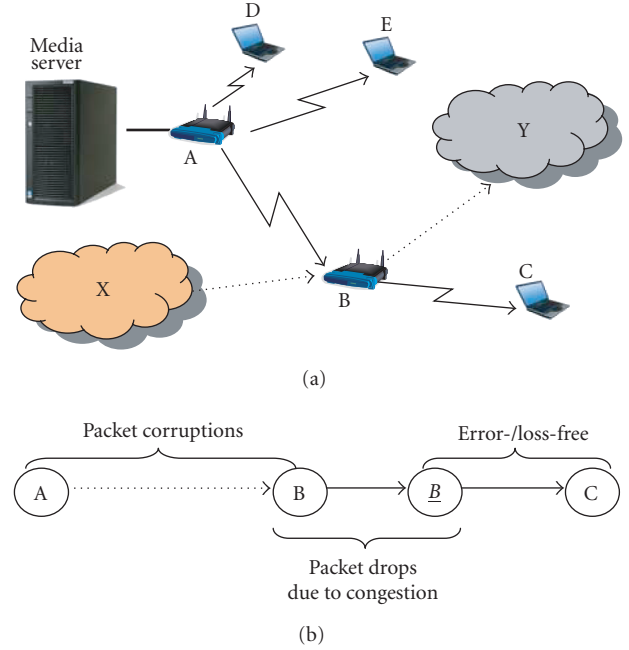 Media
server
D
E
A
Y
X
B
C
(a)
Packet corruptions
Error-/loss-free
A
B
B
C
Packet drops
due to congestion
(b)